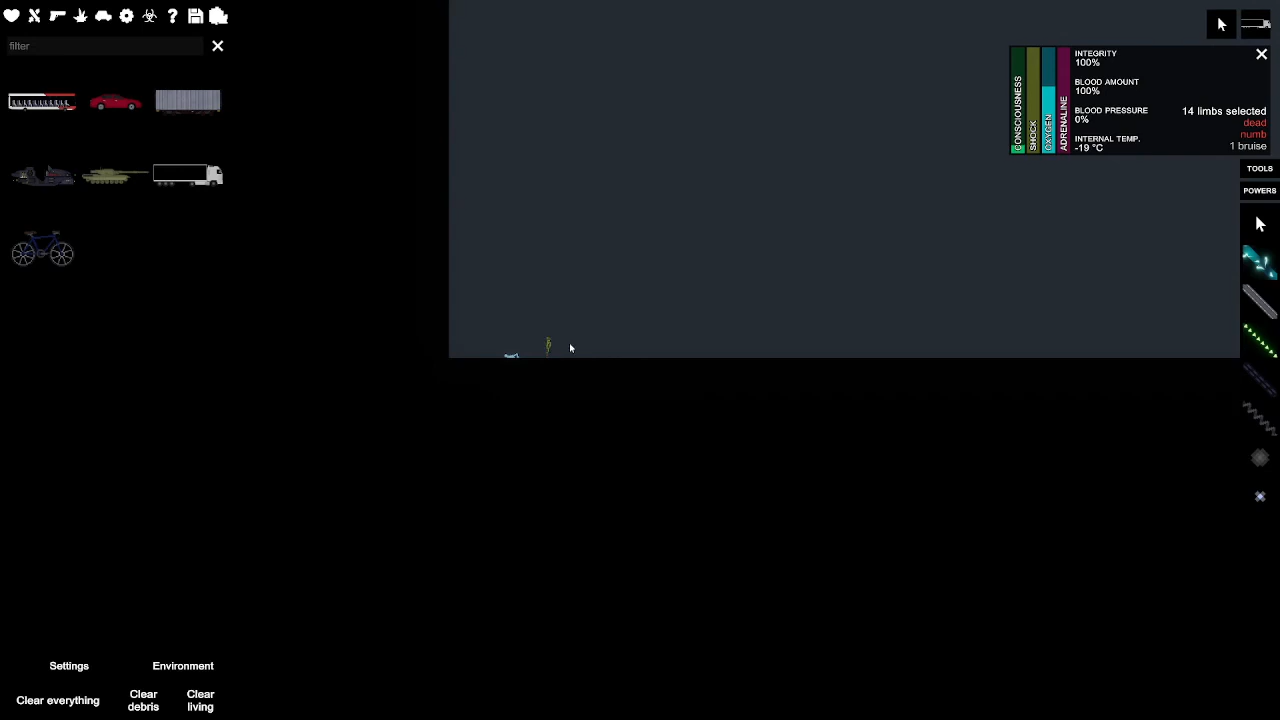 filter
INTEGRITY
100%
BLOOD AMOUNT
100%
BLOOD PRESSURE
0%
INTERNAL TEMP.
-19 °C
14 limbs selected
dead
numb
1 bruise
CONSCIOUSNESS
SHOCK
OXYGEN
ADRENALINE
TOOLS
POWERS
Settings
Environment
Clear everything
Clear
debris
Clear
living